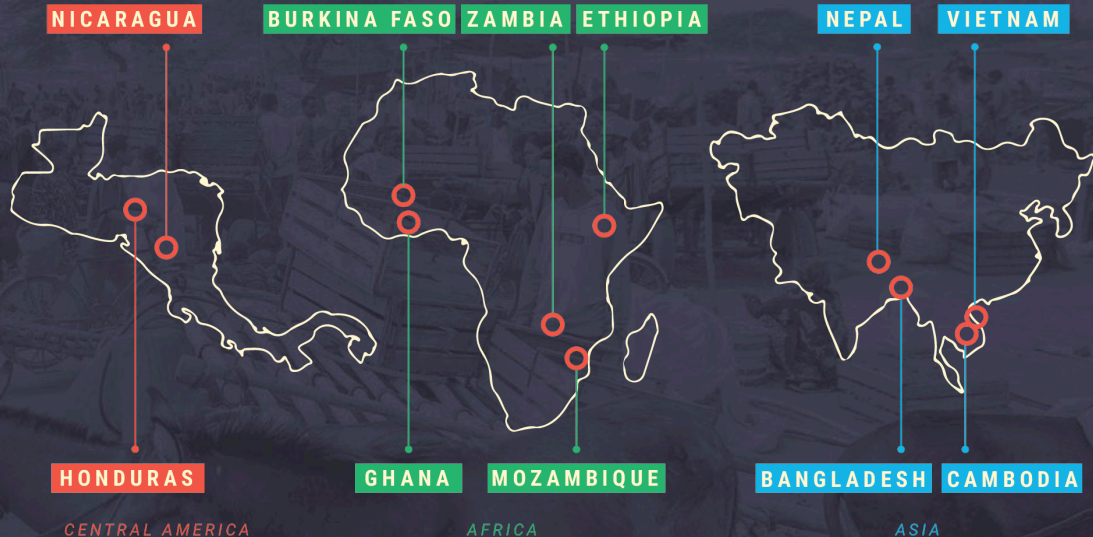 NICARAGUA
BURKINA FASO
ZAMBIA
ETHIOPIA
NEPAL
VIETNAM
HONDURAS
GHANA
MOZAMBIQUE
BANGLADESH
CAMBODIA
CENTRAL AMERICA
AFRICA
ASIA